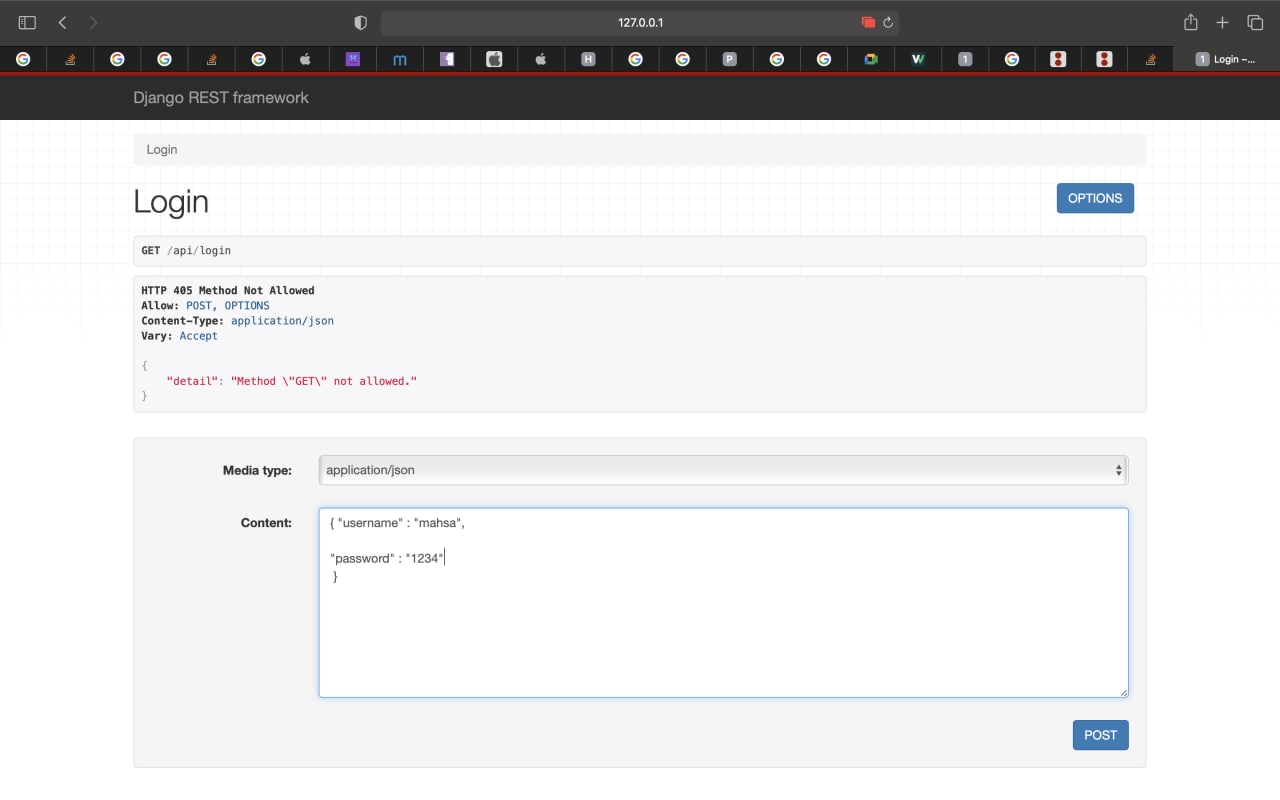 127.0.0.1
m
H
P
W
1
1 Login –...
Django REST framework
Login
Login
OPTIONS
GET /api/login
HTTP 405 Method Not Allowed
Allow: POST, OPTIONS
Content-Type: application/json
Vary: Accept
{
"detail": "Method \"GET\" not allowed."
}
Media type:
application/json
Content:
{ "username" : "mahsa",
"password" : "1234"
}
POST